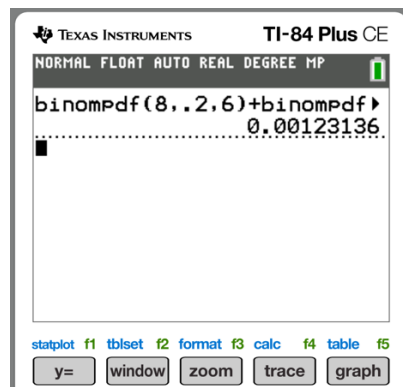 TEXAS INSTRUMENTS TI-84 Plus CE
NORMAL FLOAT AUTO REAL DEGREE MP
binompdf(8,.2,6)+binompdf
0.00123136
statplot f1 tblset f2 format f3 calc f4 table f5
y= window zoom trace graph